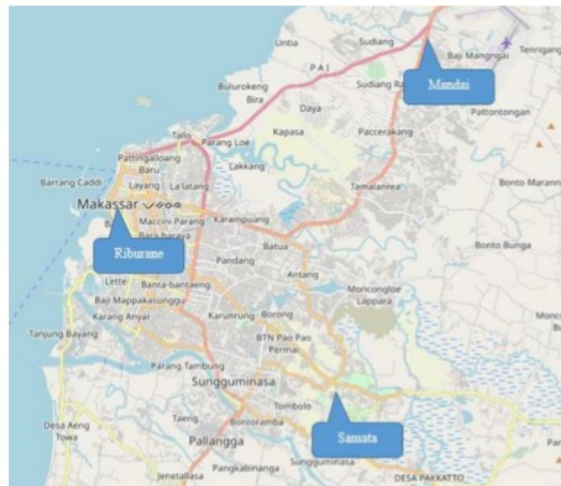 Untia
Sudiang
Baji Mangngai
Tenrigang
PAI
Mandai
Bulurokeng
Bira
Sudiang Ra
Daya
Pattontongan
Tallo
Parang Loe
Kapasa
Paccerakang
Pattingalloang
Baru
Lakkang
Barrang Caddi
Layang
La'latang
Tamalanrea
Bonto Marann
Makassar
Maccini-Parang
Karampuang
Bara-baraya
Batua
Bonto Bunga
Riburane
Pandang
Antang
Lette
Banta-bantaeng
Moncongloe
Lappara
Baji Mappakasunggu
Karang Anyar
Karunrung
Borong
Tanjung Bayang
BTN Pao Pao
Permai
Parang Tambung
Sungguminasa
Tombolo
Desa Aeng
Towa
Taeng
Bontoramba
Samata
Pallangga
Sungguminasa
Pangkabinanga
Jenetallasa
DESA PAKKATTO